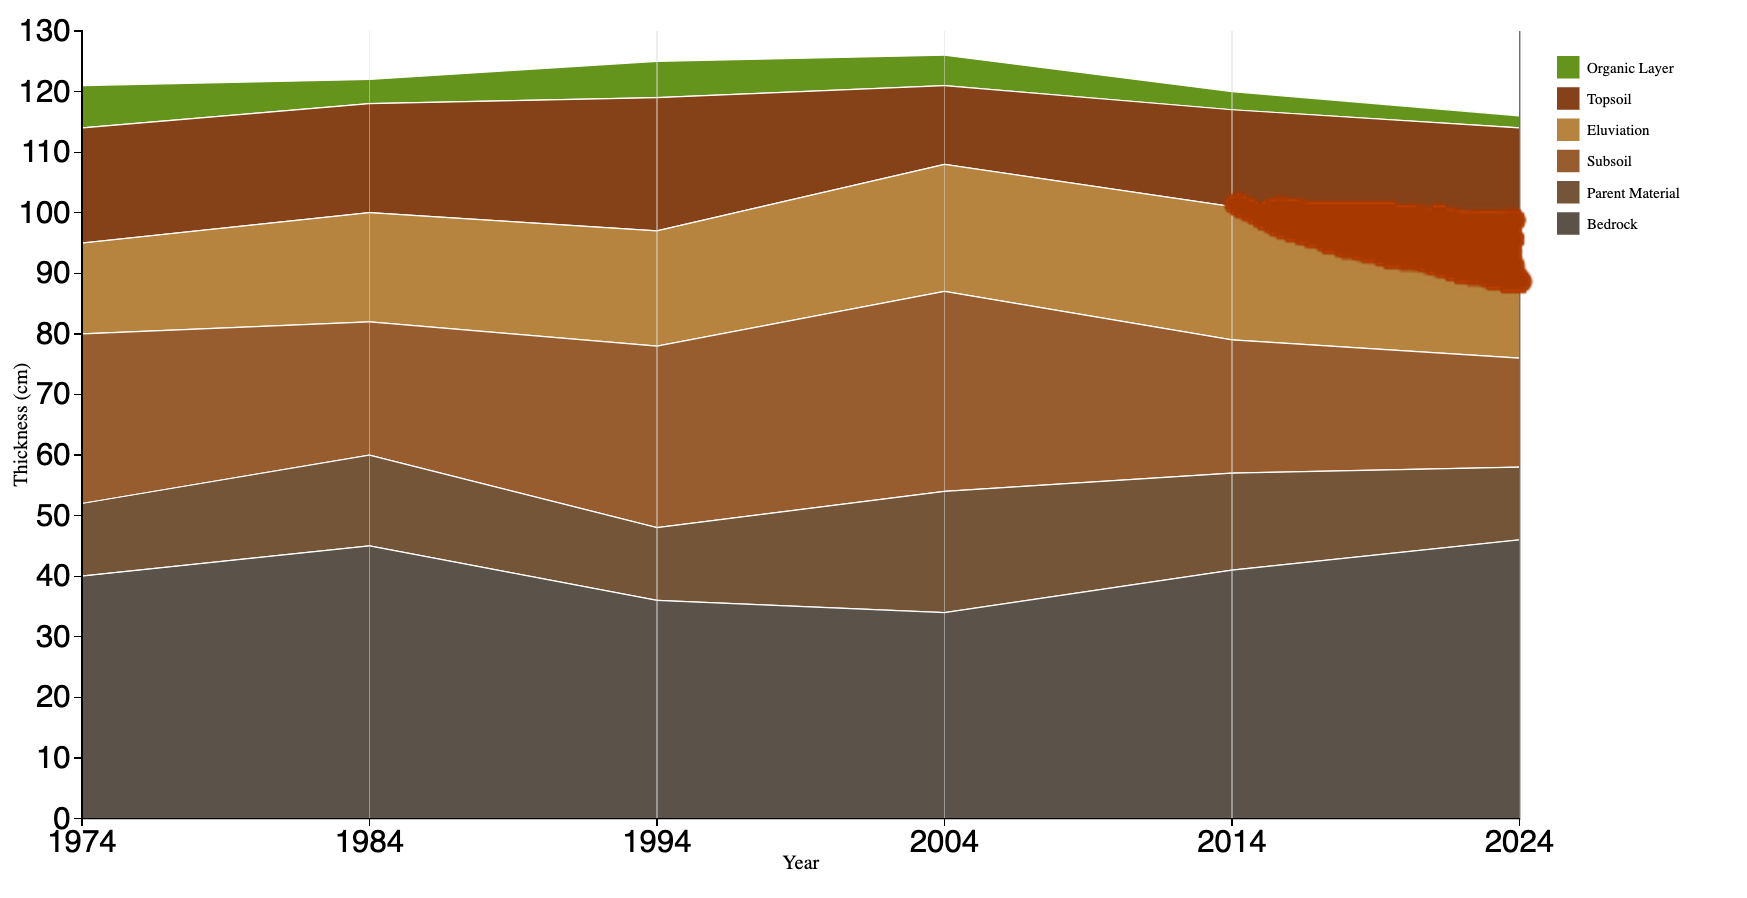 130
120
110
100
90
80
70
60
50
40
30
20
10
0
Thickness (cm)
1974 1984 1994 2004 2014 2024
Year
Organic Layer
Topsoil
Eluviation
Subsoil
Parent Material
Bedrock